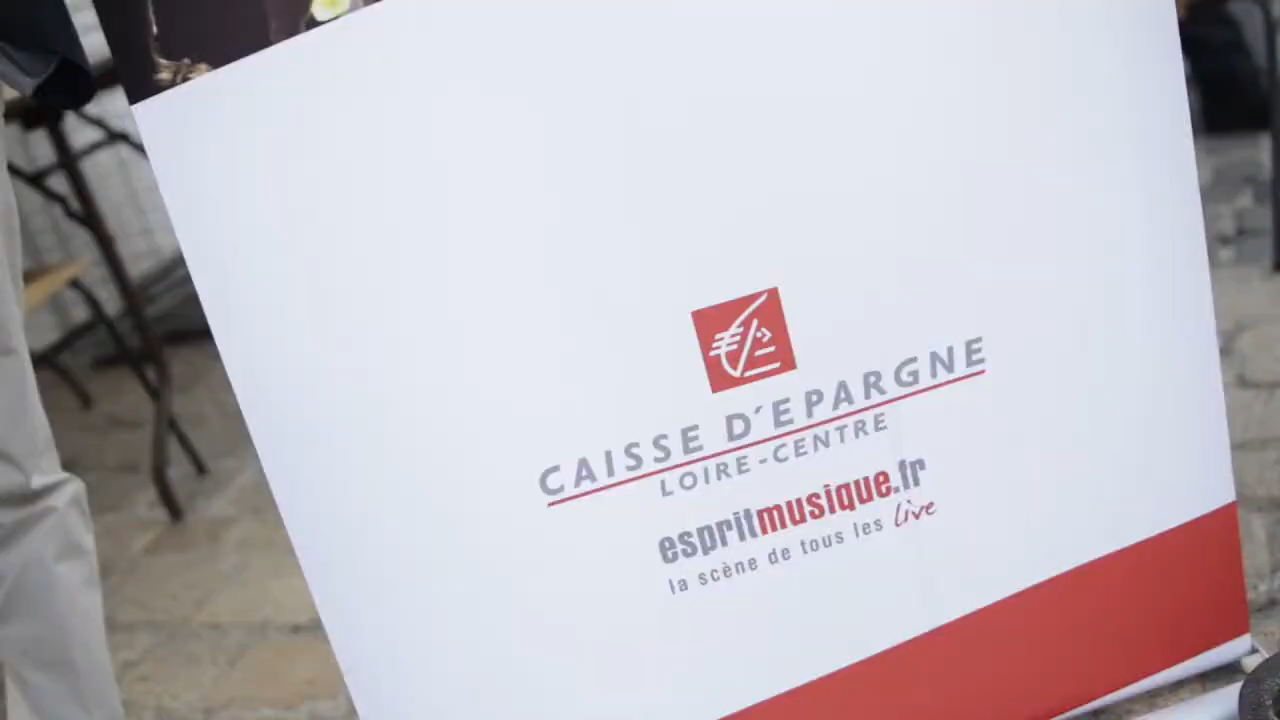 CAISSE D'EPARGNE
LOIRE-CENTRE
espritmusique.fr
la scène de tous les live